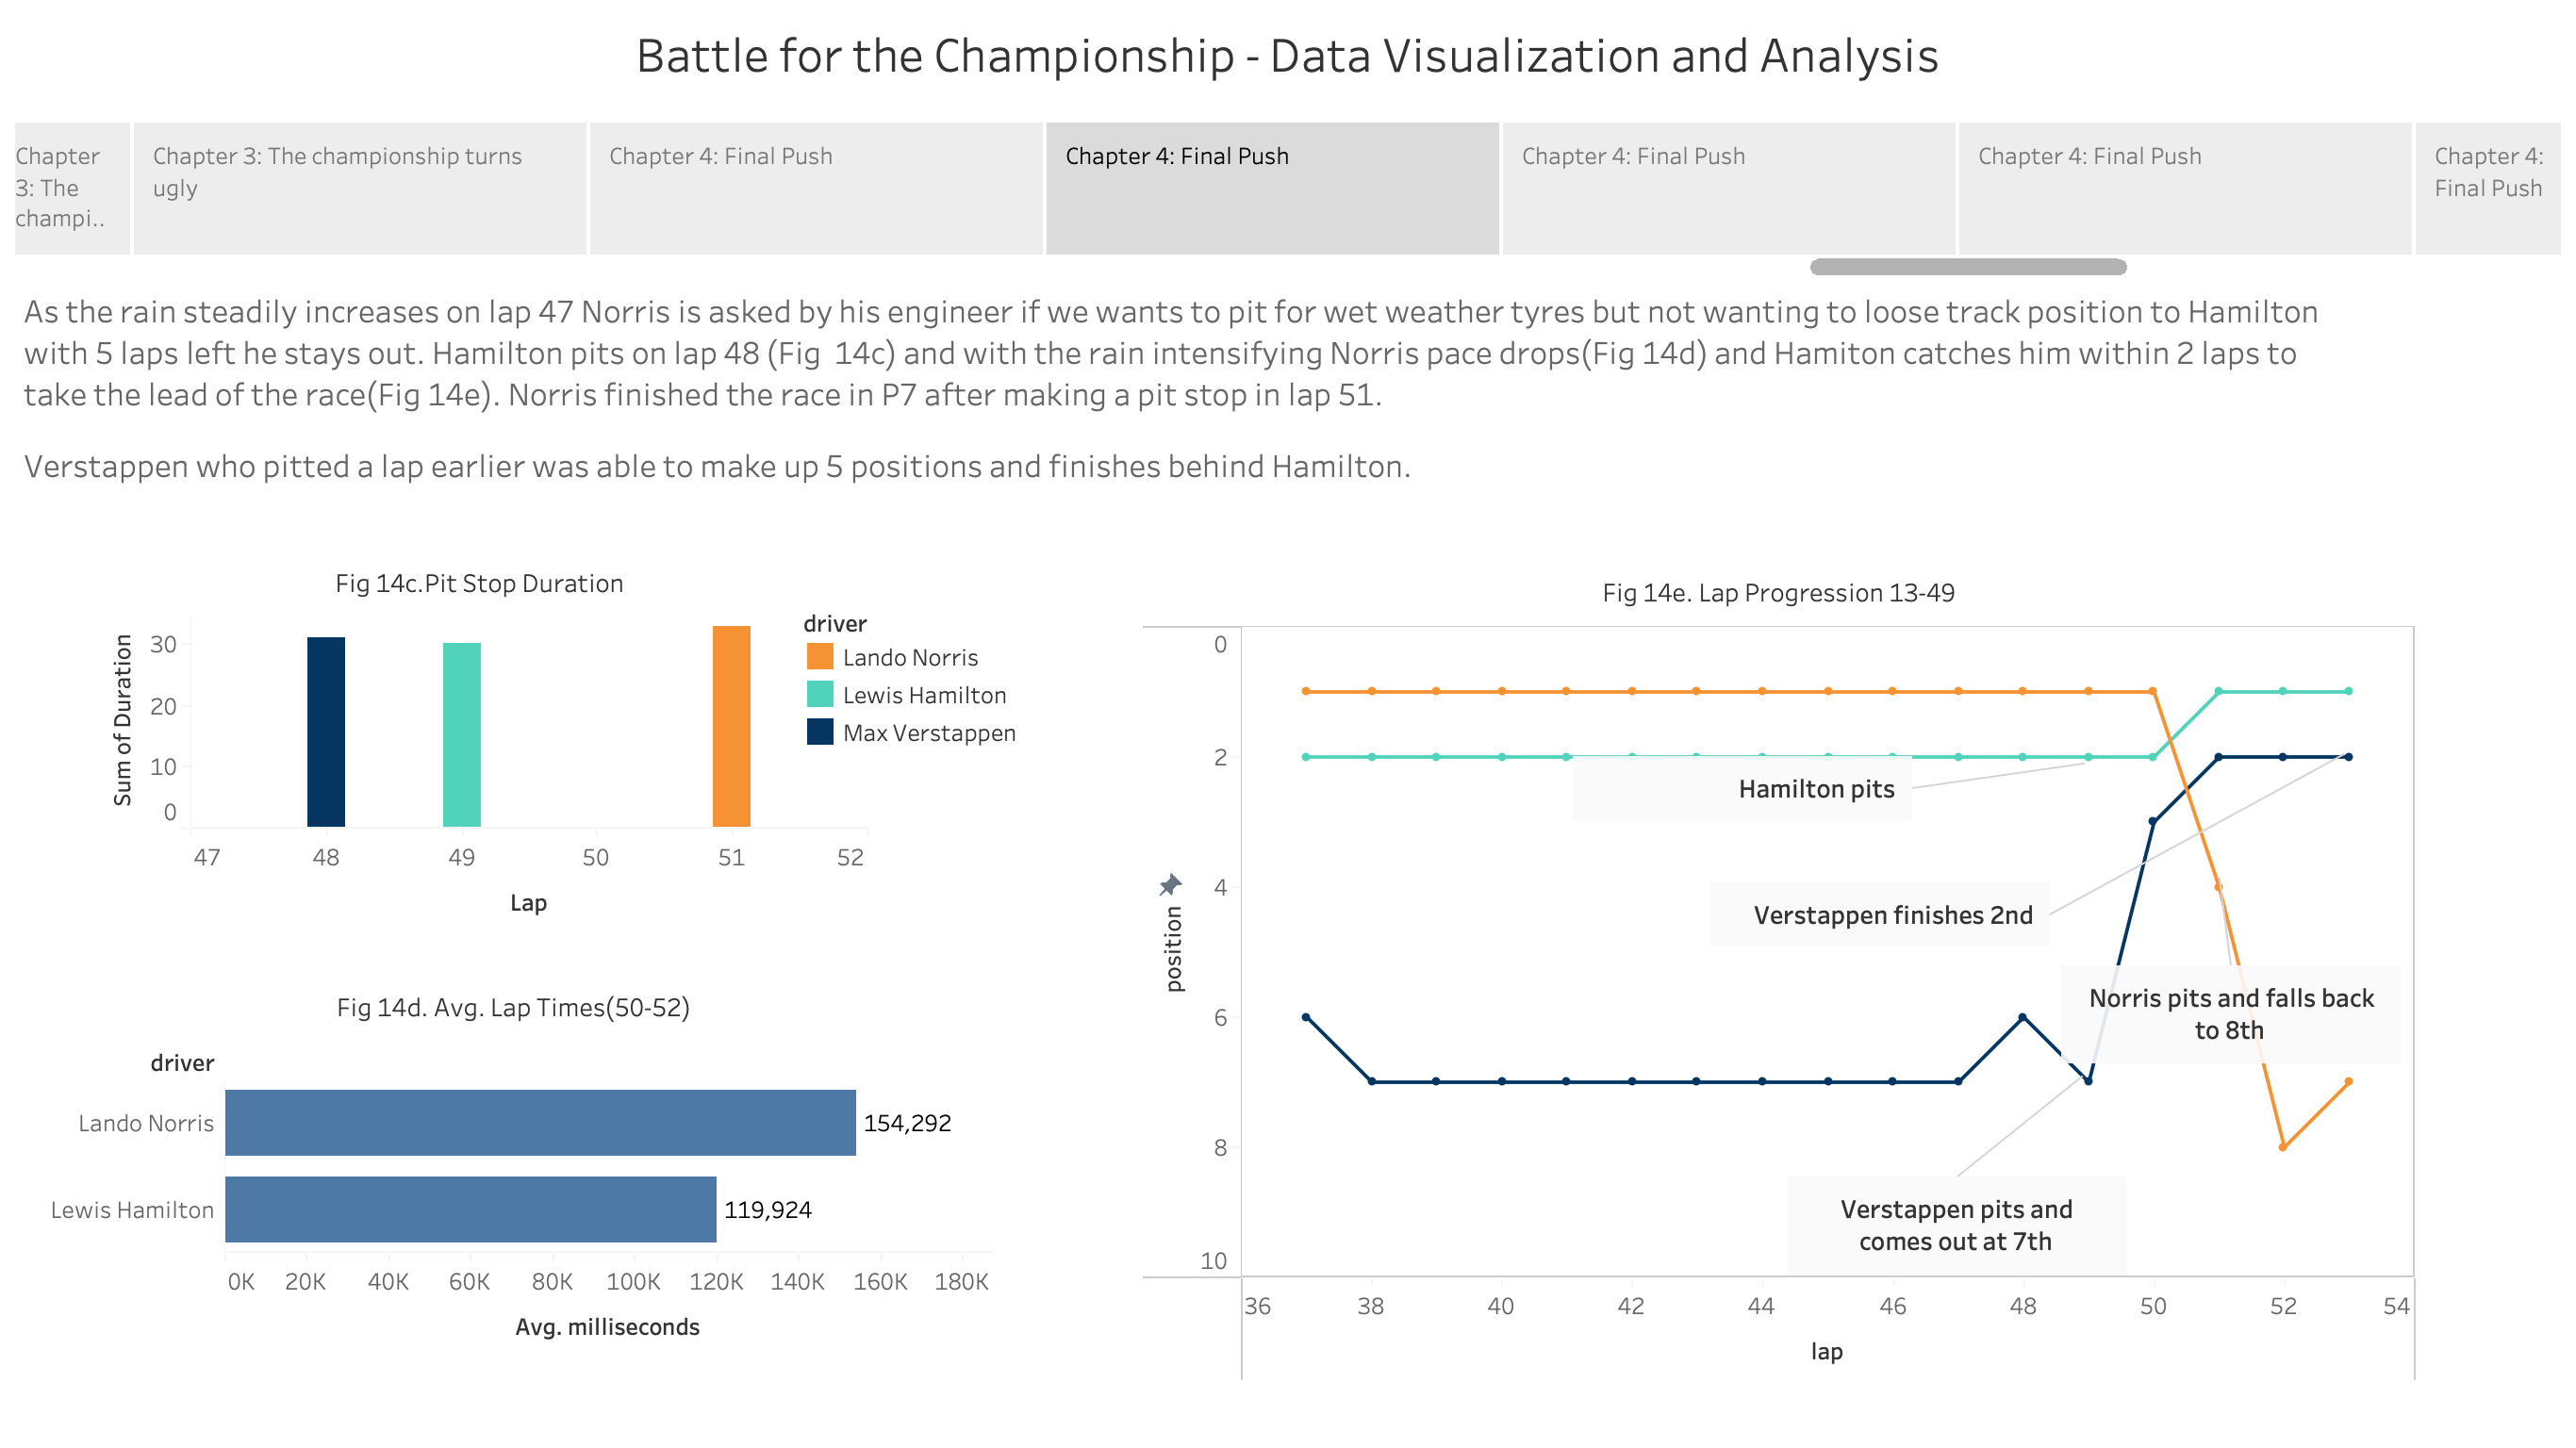 Battle for the Championship - Data Visualization and Analysis
Chapter
3: The
champi..
Chapter 3: The championship turns
ugly
Chapter 4: Final Push
Chapter 4: Final Push
Chapter 4: Final Push
Chapter 4: Final Push
Chapter 4:
Final Push
As the rain steadily increases on lap 47 Norris is asked by his engineer if we wants to pit for wet weather tyres but not wanting to loose track position to Hamilton
with 5 laps left he stays out. Hamilton pits on lap 48 (Fig  14c) and with the rain intensifying Norris pace drops(Fig 14d) and Hamiton catches him within 2 laps to
take the lead of the race(Fig 14e). Norris finished the race in P7 after making a pit stop in lap 51.
Verstappen who pitted a lap earlier was able to make up 5 positions and finishes behind Hamilton.
Fig 14c.Pit Stop Duration
Sum of Duration
30
20
10
0
47 48 49 50 51 52
Lap
driver
Lando Norris
Lewis Hamilton
Max Verstappen
Fig 14d. Avg. Lap Times(50-52)
driver
Lando Norris 154,292
Lewis Hamilton 119,924
0K 20K 40K 60K 80K 100K 120K 140K 160K 180K
Avg. milliseconds
Fig 14e. Lap Progression 13-49
position
0
2
4
6
8
10
Hamilton pits
Verstappen finishes 2nd
Norris pits and falls back
to 8th
Verstappen pits and
comes out at 7th
36 38 40 42 44 46 48 50 52 54
lap